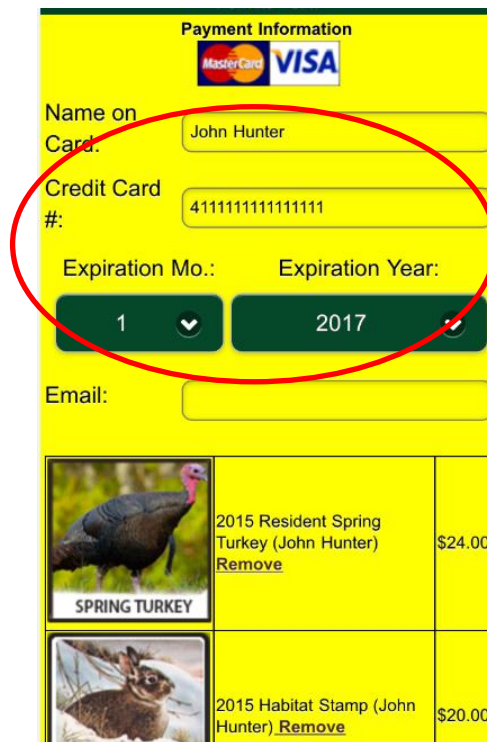 Payment Information
MasterCard VISA
Name on
Card:
John Hunter
Credit Card
#:
4111111111111111
Expiration Mo.: Expiration Year:
1 2017
Email:
2015 Resident Spring
Turkey (John Hunter)
Remove
$24.00
SPRING TURKEY
2015 Habitat Stamp (John
Hunter) Remove
$20.00